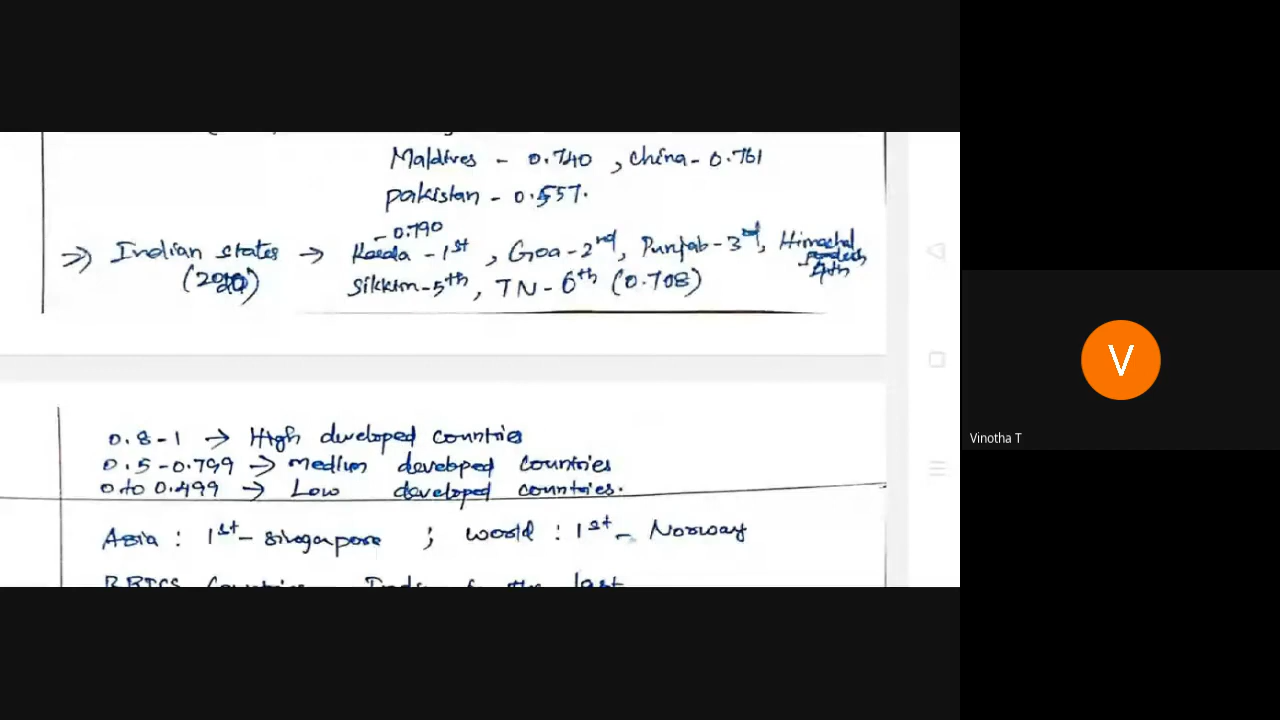 Maldives - 0.740 , China - 0.761
pakistan - 0.557.
- 0.790
⇒ Indian states → Kerala - 1st , Goa - 2nd, Punjab - 3rd, Himachal
Pradesh
4th
Sikkim - 5th , TN - 6th (0.708)
0.8 - 1 → High developed countries
0.5 - 0.799 → medium developed countries
0 to 0.499 → Low developed countries.
Asia : 1st - singapore ; world : 1st - Norway
last
V
Vinotha T